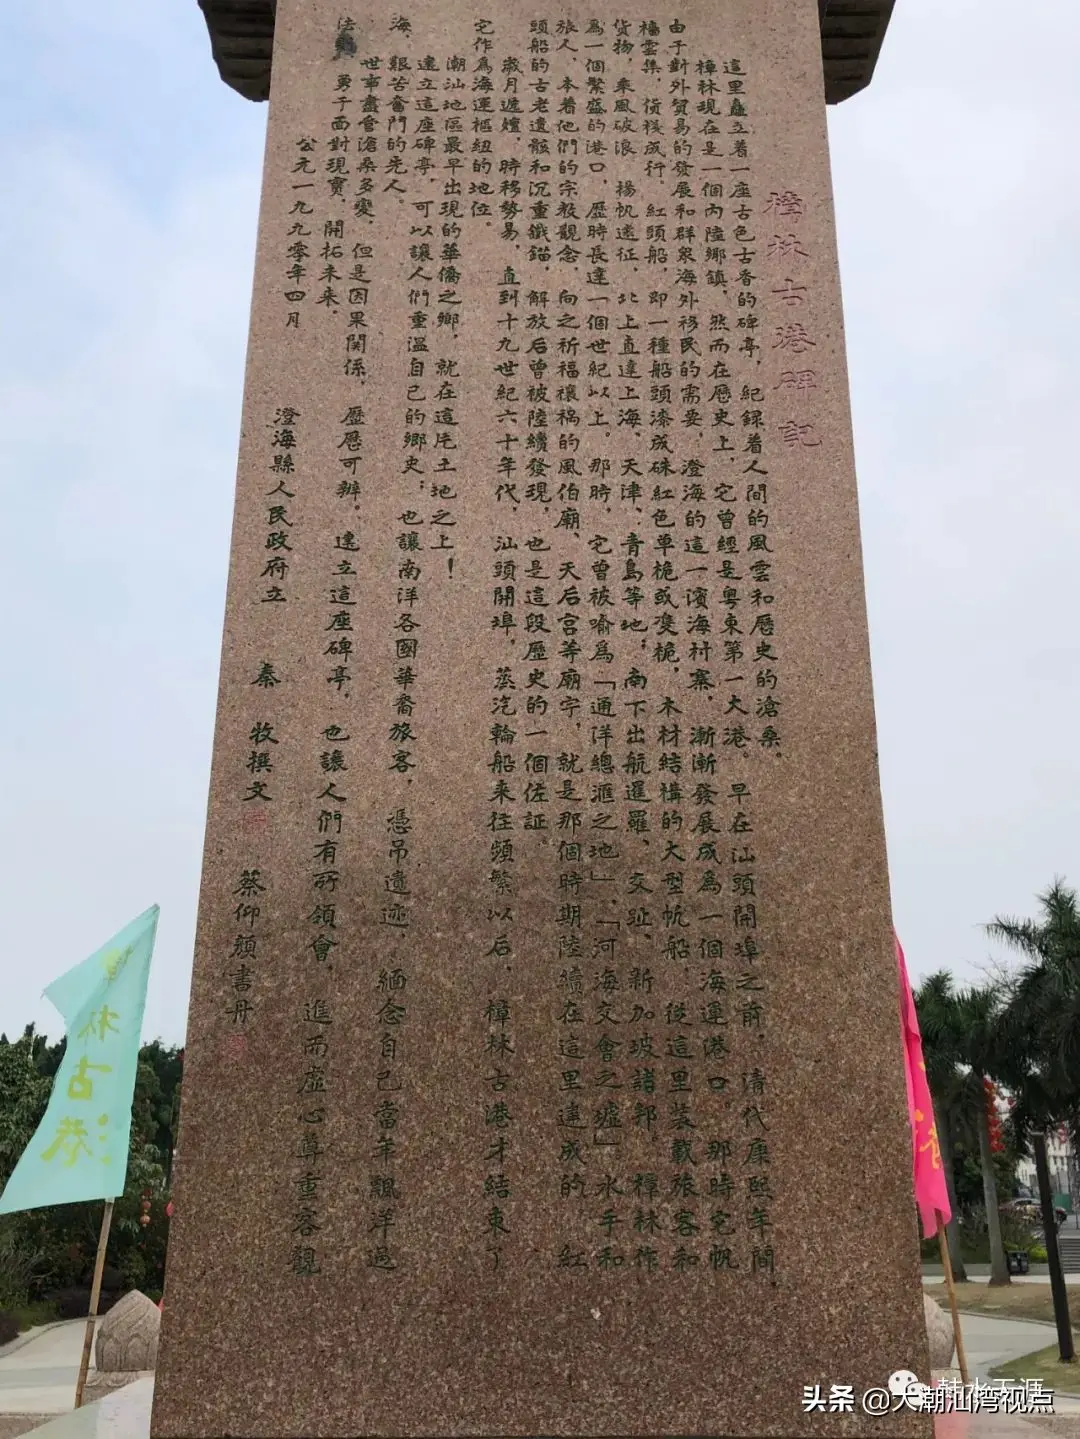 樟林古港碑記
這里矗立着一座古色古香的碑亭，紀録着人間的風雲和歷史的滄桑。
樟林現在是一個內陸鄉鎮，然而在歷史上，它曾經是粤東第一大港。早在汕頭開埠之前，清代康熙年間，
由于對外貿易的發展和群衆海外移民的需要，澄海的這一濱海村寨，漸漸發展成爲一個海運港口。那時它帆
檣雲集，貨棧成行，紅頭船，即一種船頭漆成硃紅色單桅或雙桅，木材結構的大型帆船，從這里装載旅客和
貨物，乘風破浪，揚帆遠征，北上直達上海、天津、青島等地，南下出航暹羅、交趾、新加坡諸邦，樟林作
爲一個繁盛的港口，歷時長達一個世紀以上。那時，它曾被喻爲「通洋總滙之地」、「河海交會之墟」水手和
旅人，本着他們的宗教觀念，向之祈福禳禍的風伯廟、天后宫等廟宇，就是那個時期陸續在這里建成的，紅
頭船的古老遺骸和沉重鐵錨，解放后曾被陸續發現，也是這段歷史的一個佐証。
歲月遞嬗，時移勢易，直到十九世紀六十年代，汕頭開埠，蒸汽輪船来往頻繁以后，樟林古港才結束了
它作爲海運樞紐的地位。
潮汕地區最早出現的華僑之鄉，就在這片土地之上！
建立這座碑亭，可以讓人們重溫自己的鄉史；也讓南洋各國華裔旅客，憑吊遺迹，緬念自己當年飄洋過
海，艱苦奮鬥的先人。
世事盡管滄桑多變，但是因果關係，歷歷可辨。建立這座碑亭，也讓人們有所領會，進而虛心尊重客觀
法 勇于面對現實，開拓未来。
公元一九九零年四月
澄海縣人民政府立
秦牧撰文
蔡仰顔書丹
林古港
头条 @大潮汕湾视点
韩水天涯